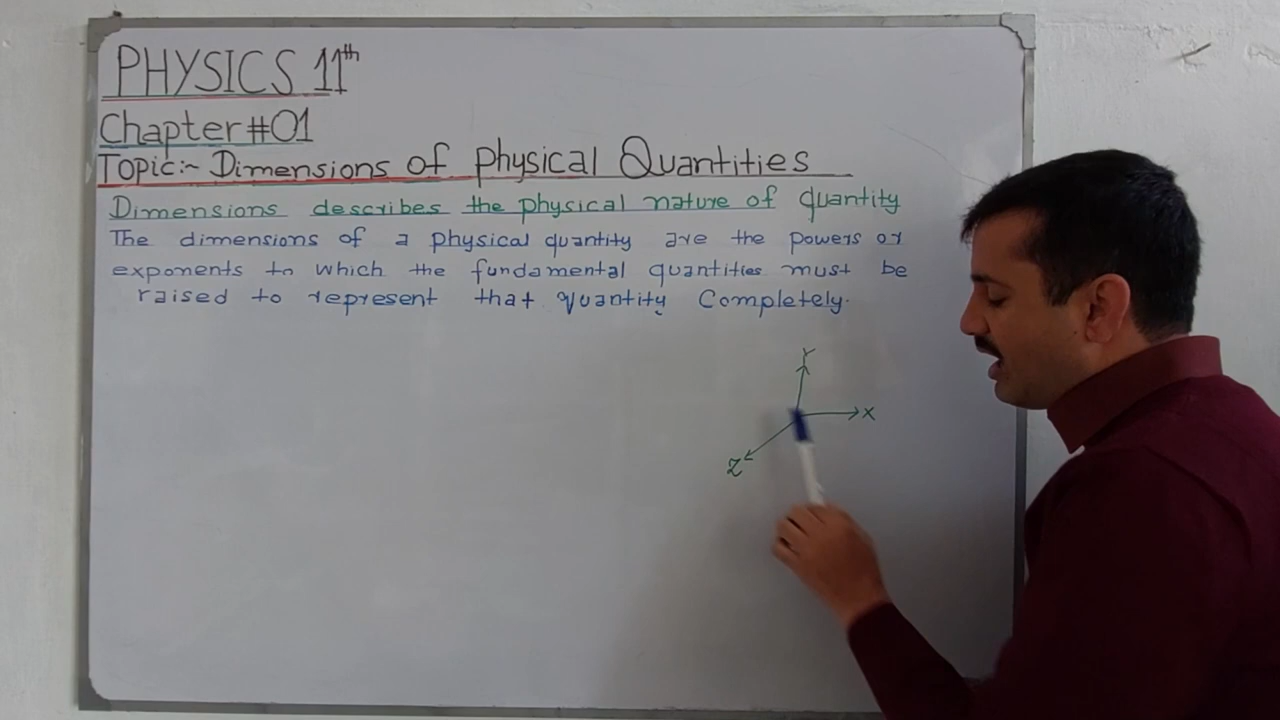 PHYSICS 11th
Chapter#01
Topic:- Dimensions of physical Quantities
Dimensions describes the physical nature of quantity
The dimensions of a physical quantity are the powers or
exponents to which the fundamental quantities must be
raised to represent that quantity Completely.
Y
X
Z